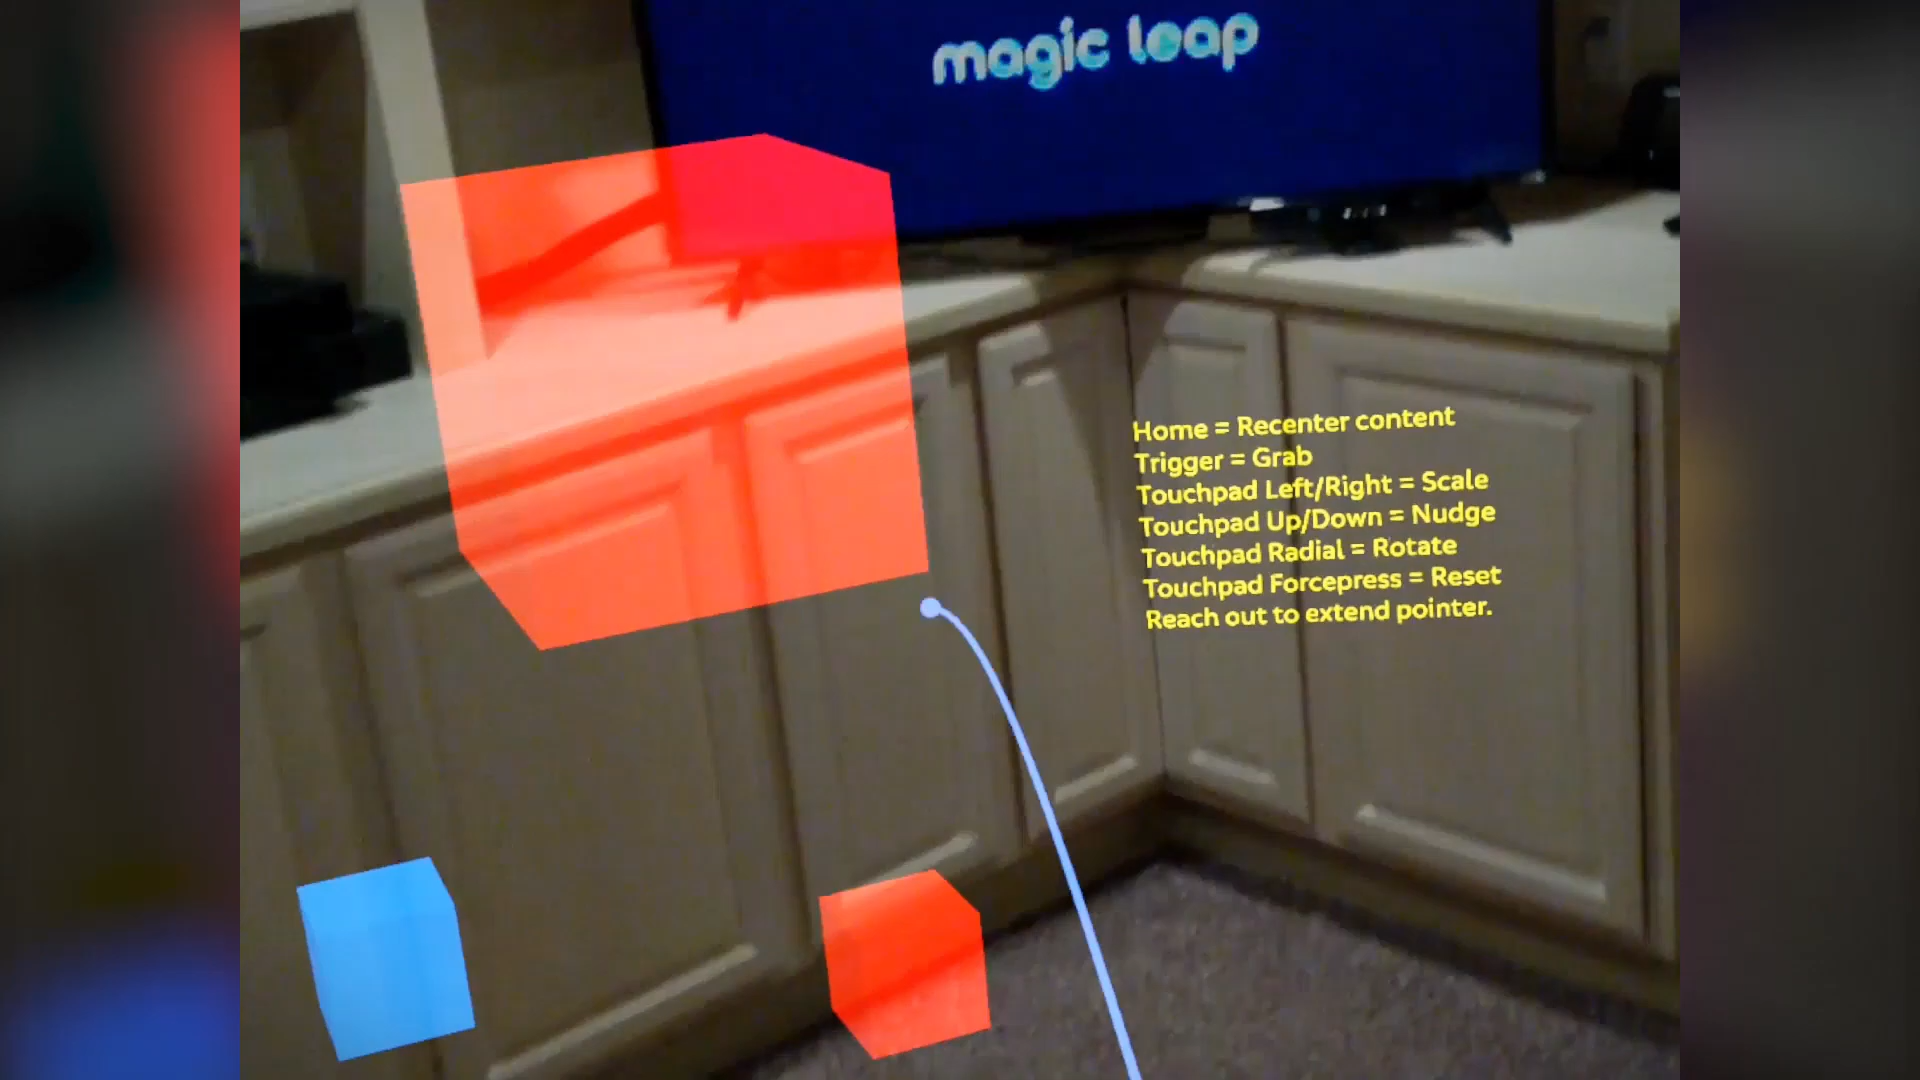 magic leap
Home = Recenter content
Trigger = Grab
Touchpad Left/Right = Scale
Touchpad Up/Down = Nudge
Touchpad Radial = Rotate
Touchpad Forcepress = Reset
Reach out to extend pointer.